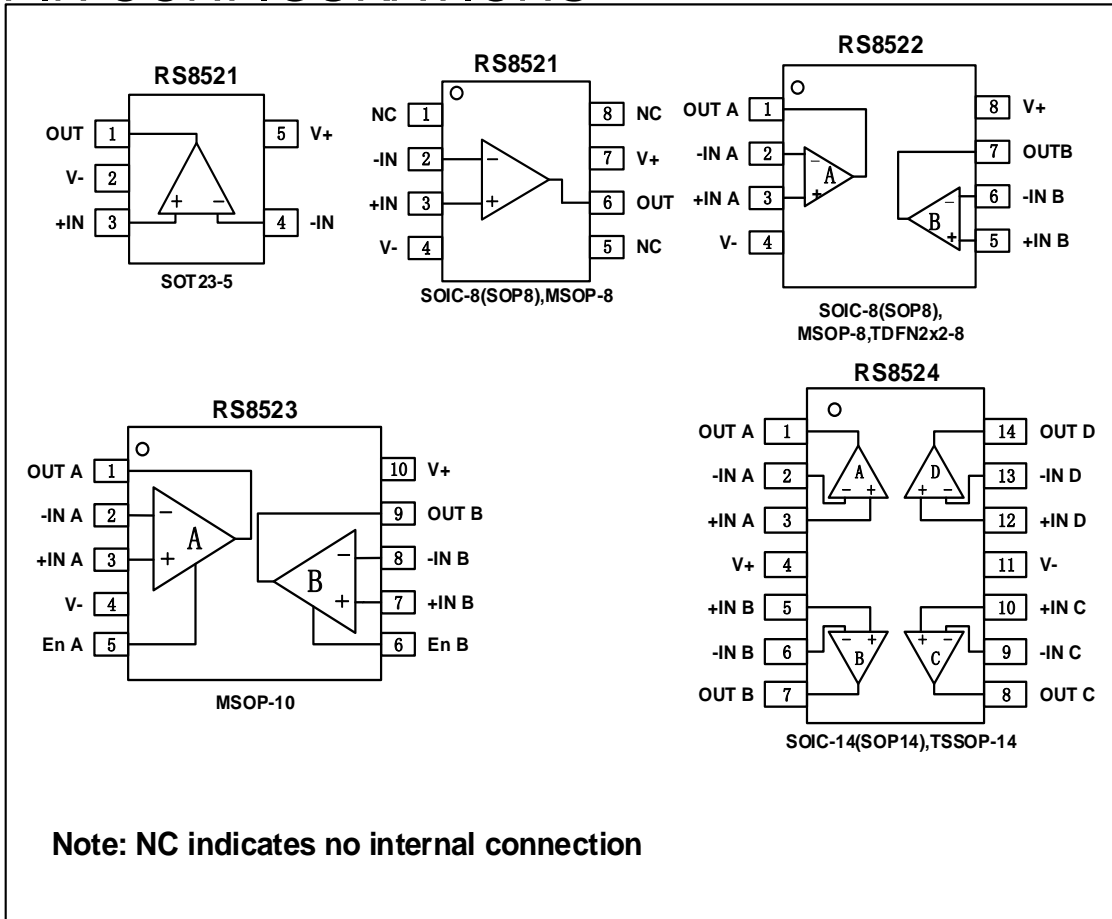 PIN CONFIGURATIONS
RS8521
OUT 1
V- 2
+IN 3
5 V+
4 -IN
+ −
SOT23-5
RS8521
NC 1
-IN 2
+IN 3
V- 4
8 NC
7 V+
6 OUT
5 NC
−
+
SOIC-8(SOP8),MSOP-8
RS8522
OUT A 1
-IN A 2
+IN A 3
V- 4
8 V+
7 OUTB
6 -IN B
5 +IN B
−
A
+
−
B
+
SOIC-8(SOP8),
MSOP-8,TDFN2x2-8
RS8523
OUT A 1
-IN A 2
+IN A 3
V- 4
En A 5
10 V+
9 OUT B
8 -IN B
7 +IN B
6 En B
−
A
+
−
B
+
MSOP-10
RS8524
OUT A 1
-IN A 2
+IN A 3
V+ 4
+IN B 5
-IN B 6
OUT B 7
14 OUT D
13 -IN D
12 +IN D
11 V-
10 +IN C
9 -IN C
8 OUT C
A
− +
D
+ −
− +
B
+ −
C
SOIC-14(SOP14),TSSOP-14
Note: NC indicates no internal connection